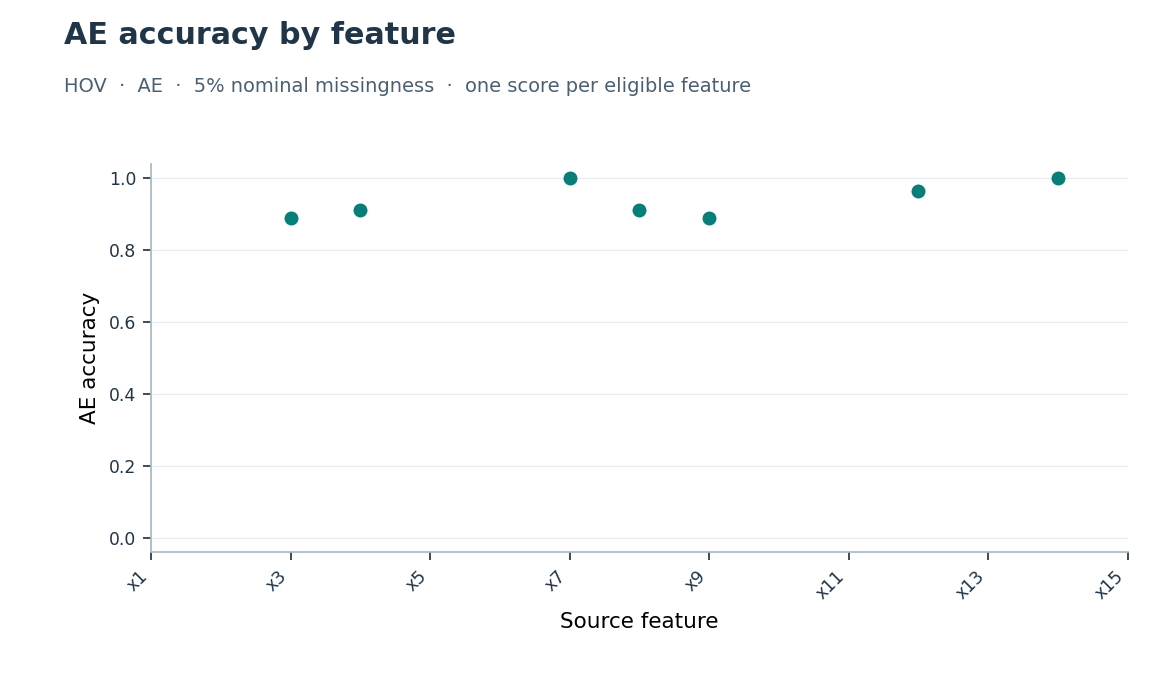 AE accuracy by feature
HOV · AE · 5% nominal missingness · one score per eligible feature
1.0
0.8
0.6
0.4
0.2
0.0
AE accuracy
x1 x3 x5 x7 x9 x11 x13 x15
Source feature